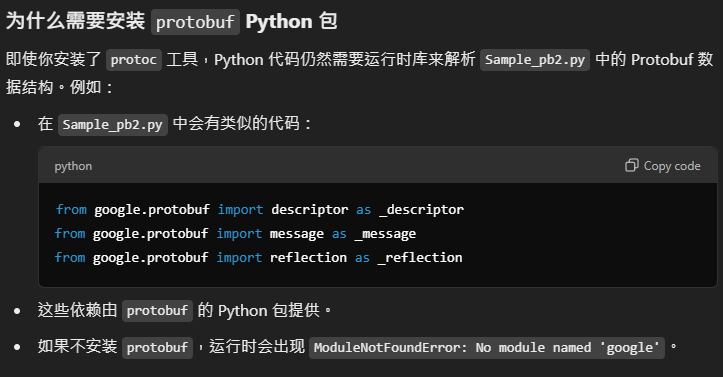 为什么需要安装 protobuf Python 包
即使你安装了 protoc 工具，Python 代码仍然需要运行时库来解析 Sample_pb2.py 中的 Protobuf 数
据结构。例如：
• 在 Sample_pb2.py 中会有类似的代码：
python Copy code
from google.protobuf import descriptor as _descriptor
from google.protobuf import message as _message
from google.protobuf import reflection as _reflection
• 这些依赖由 protobuf 的 Python 包提供。
• 如果不安装 protobuf，运行时会出现 ModuleNotFoundError: No module named 'google'。